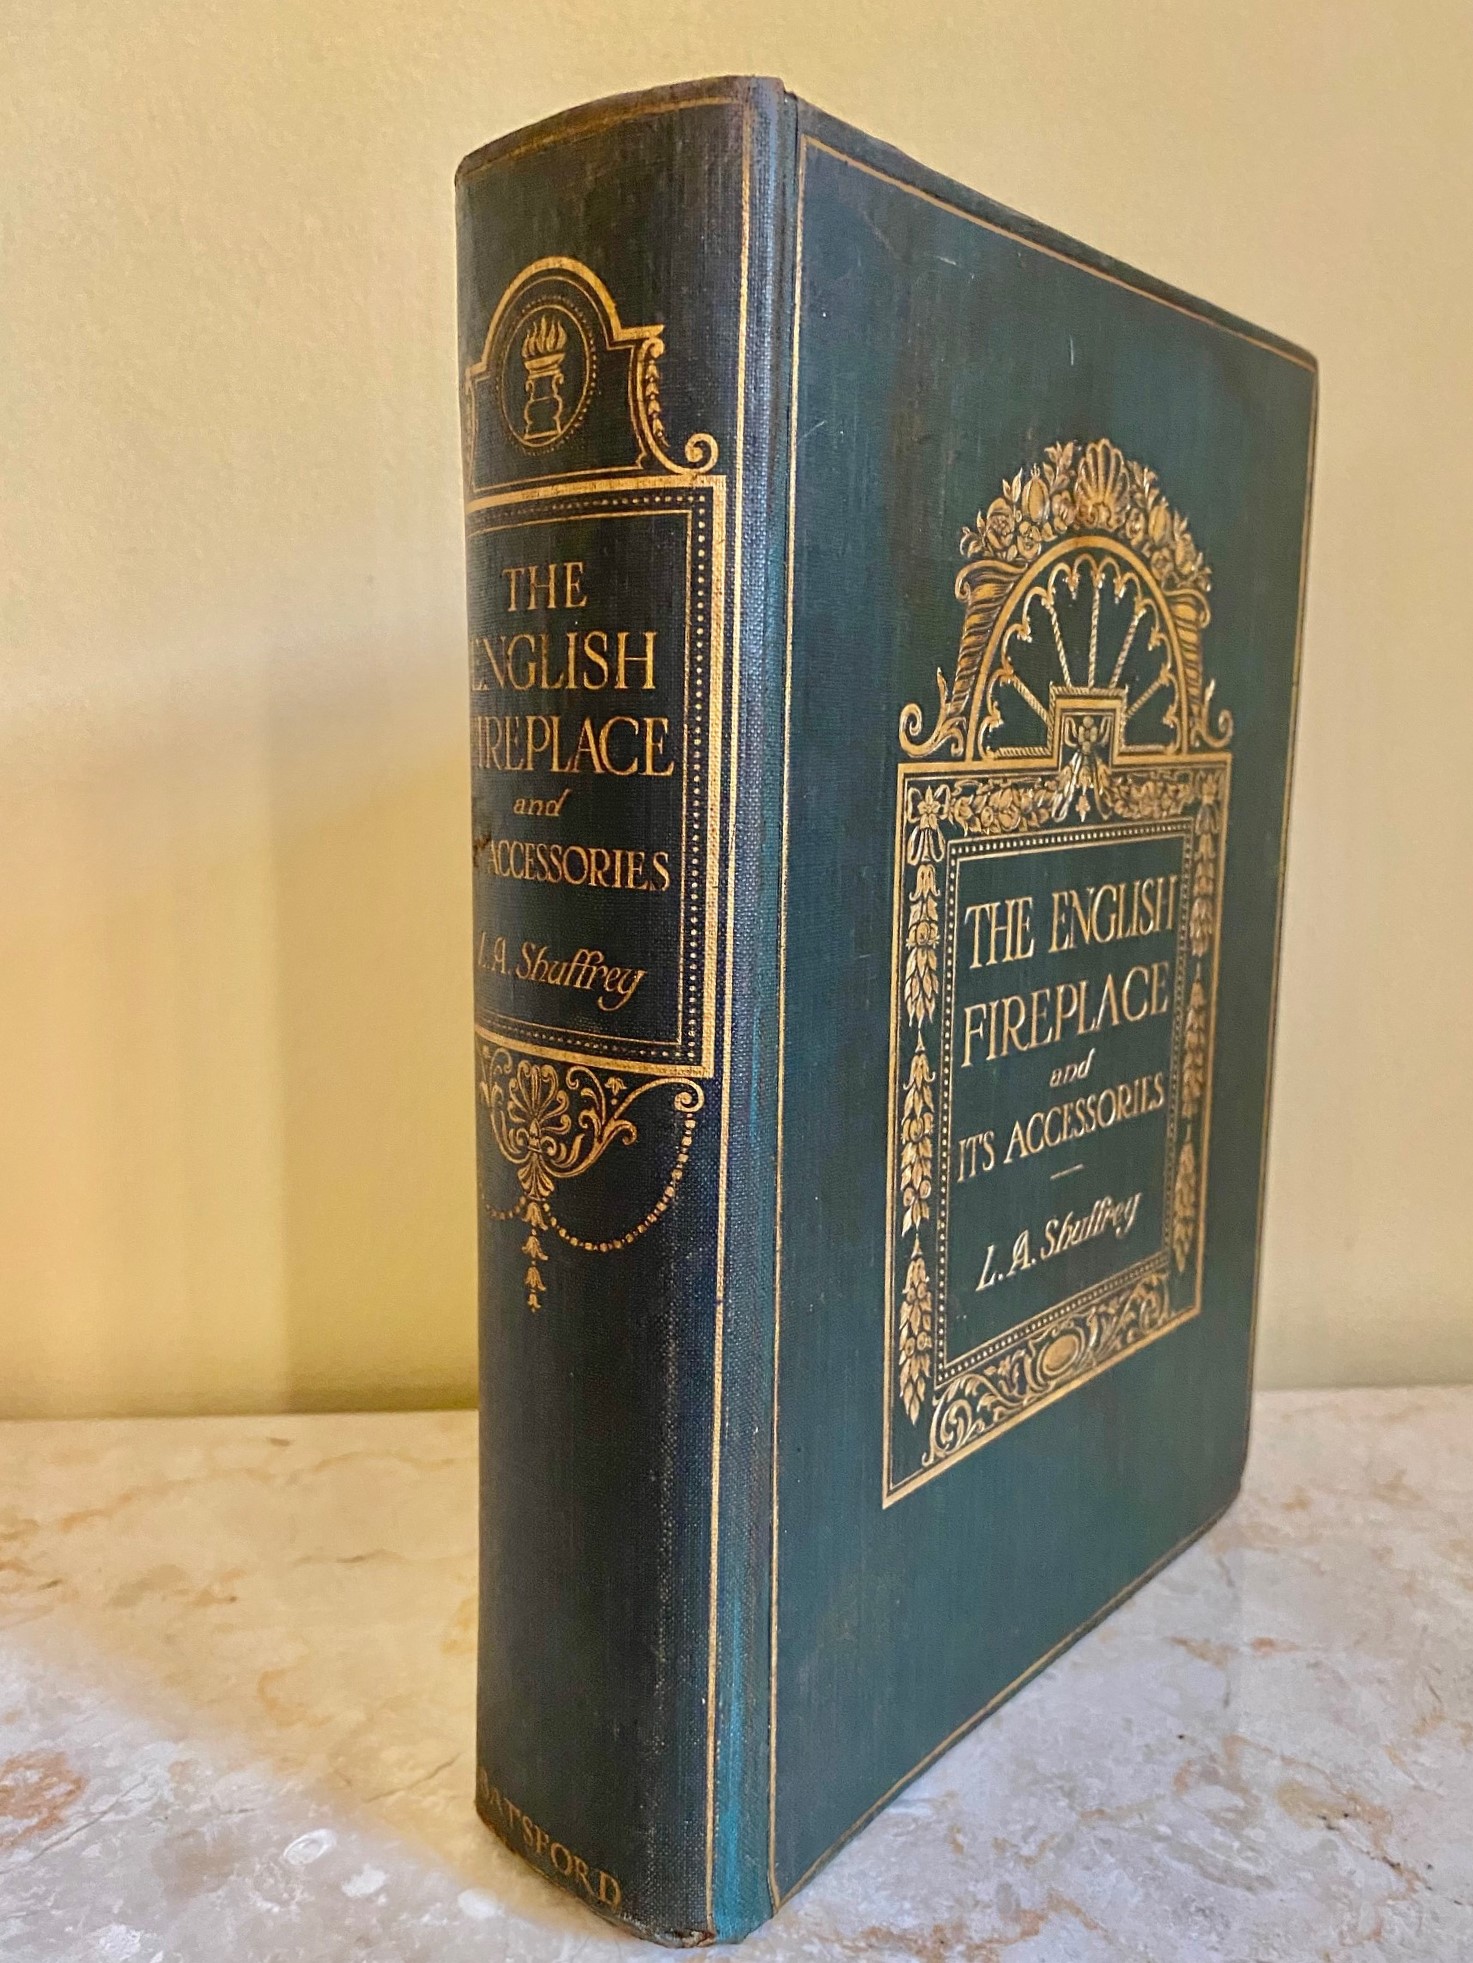 THE
ENGLISH
FIREPLACE
and
ACCESSORIES
L.A. Shuffrey
BATSFORD
THE ENGLISH
FIREPLACE
and
ITS ACCESSORIES
L.A. Shuffrey